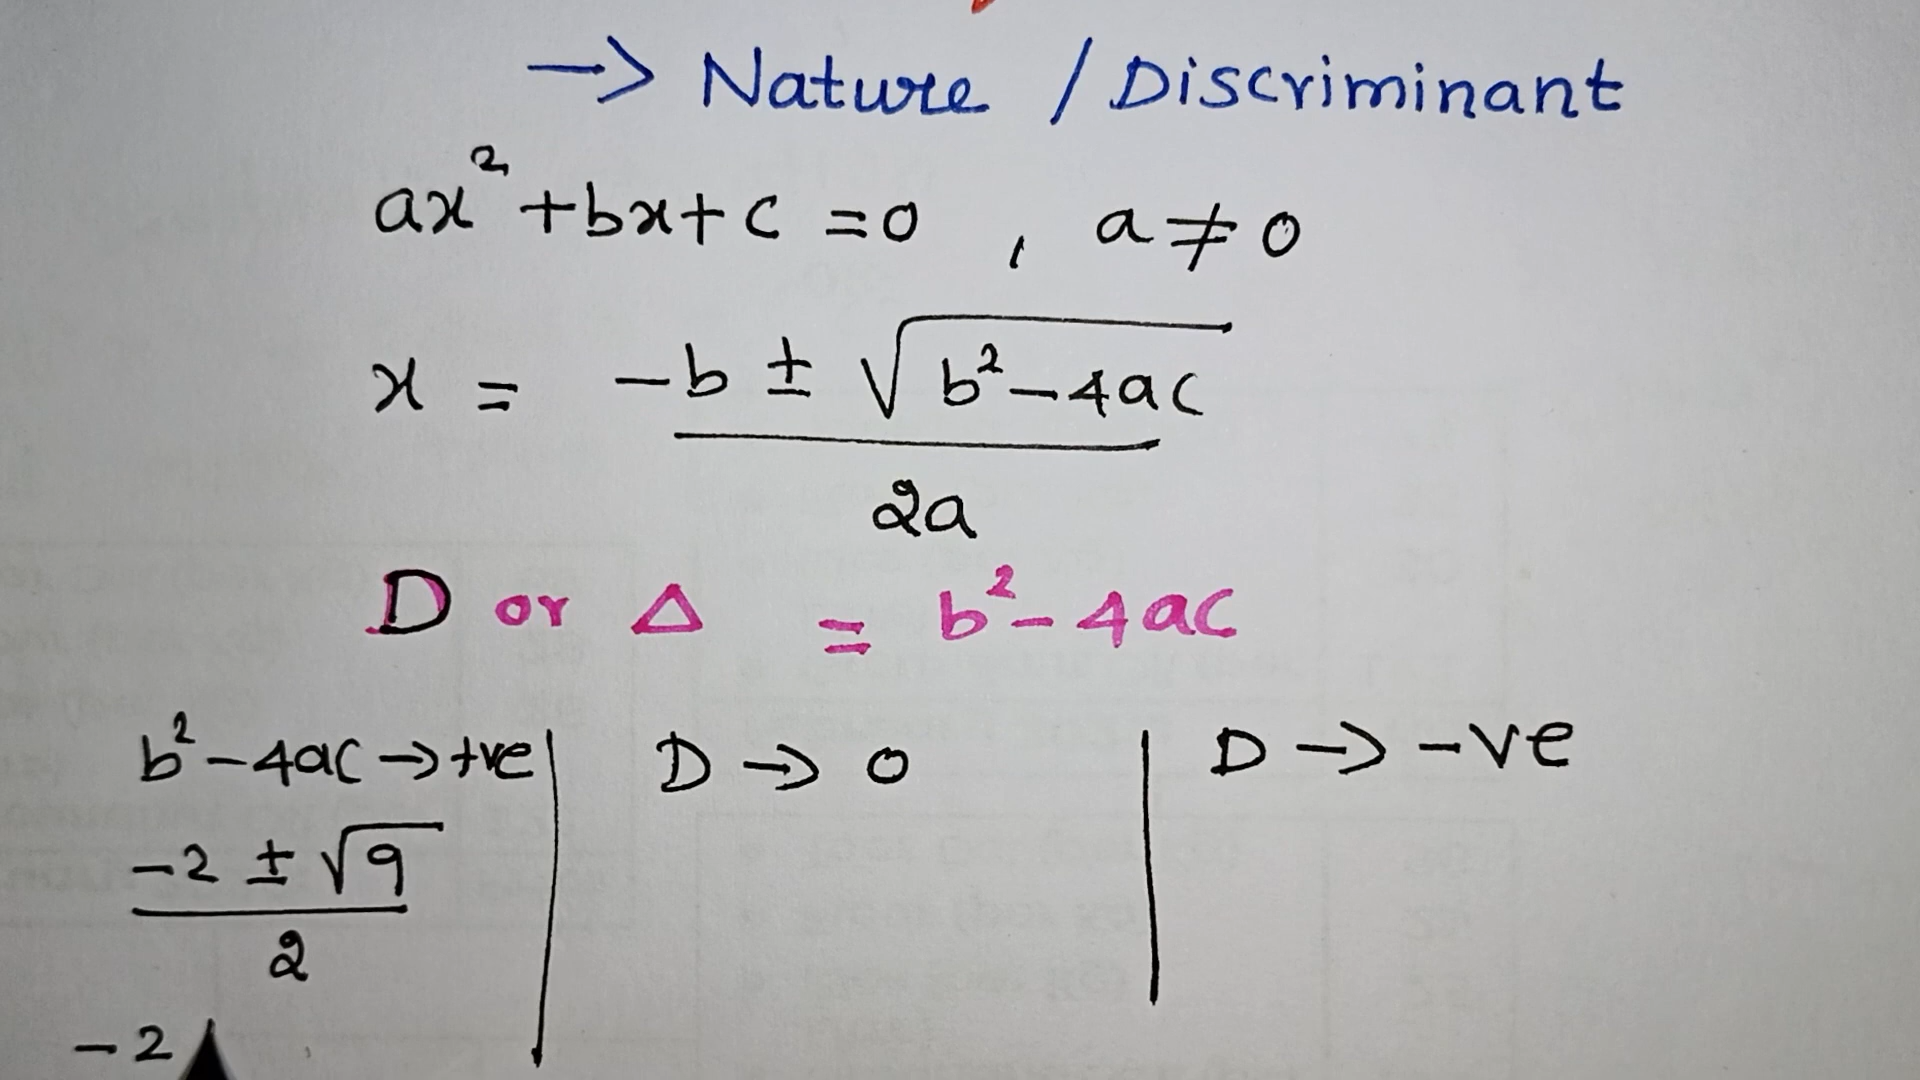 —> Nature / Discriminant
ax² + bx + c = 0 , a ≠ 0
x = -b ± √(b² - 4ac)
2a
D or Δ = b² - 4ac
b² - 4ac → +ve | D → 0 | D → -ve
-2 ± √9
2
-2